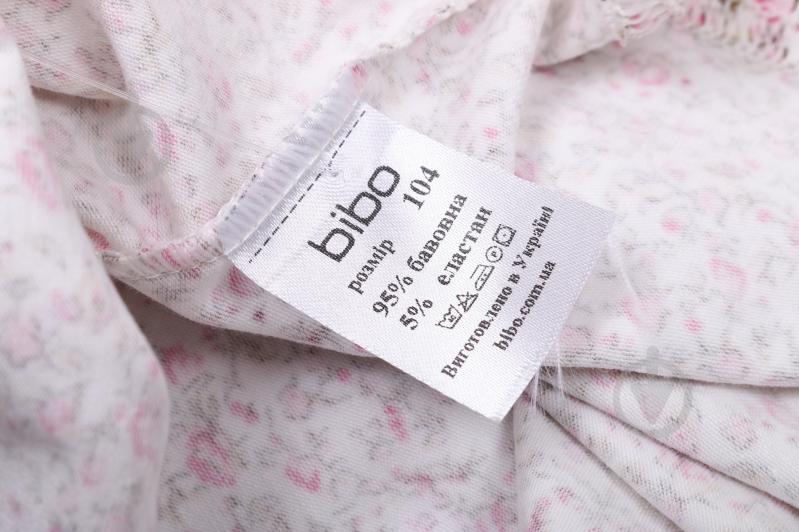 bibo
розмір 104
95% бавовна
5% еластан
Виготовлено в Україні
bibo.com.ua